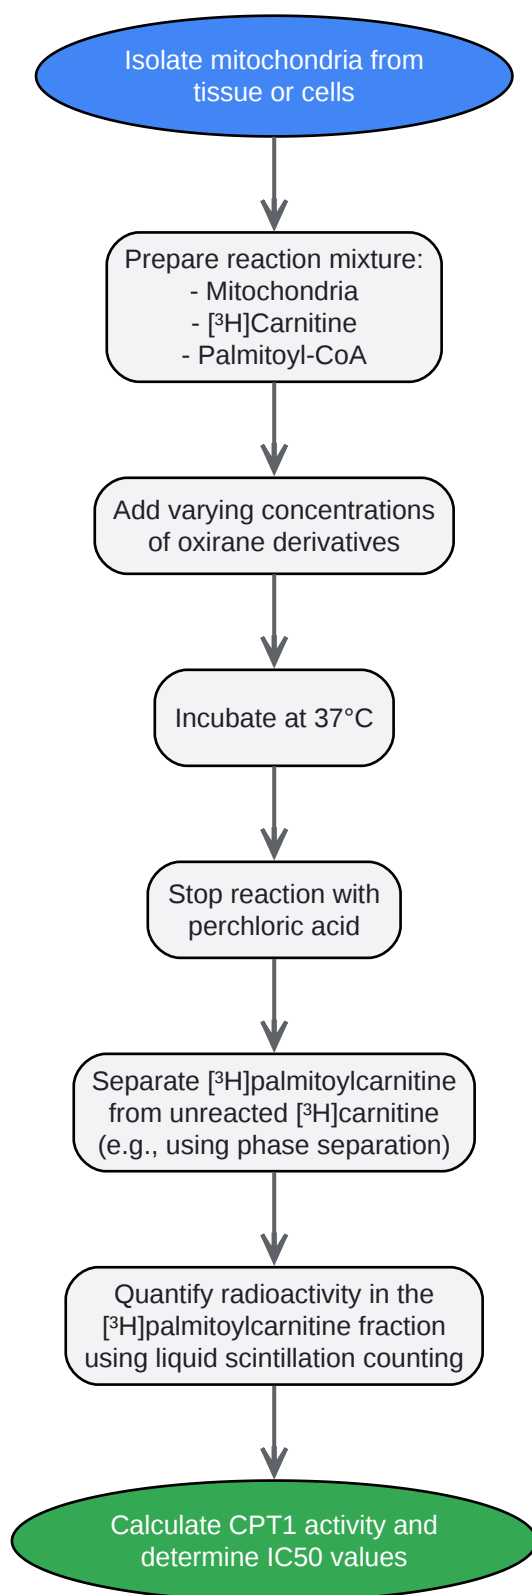 Isolate mitochondria from
tissue or cells
Prepare reaction mixture:
- Mitochondria
- [³H]Carnitine
- Palmitoyl-CoA
Add varying concentrations
of oxirane derivatives
Incubate at 37°C
Stop reaction with
perchloric acid
Separate [³H]palmitoylcarnitine
from unreacted [³H]carnitine
(e.g., using phase separation)
Quantify radioactivity in the
[³H]palmitoylcarnitine fraction
using liquid scintillation counting
Calculate CPT1 activity and
determine IC50 values